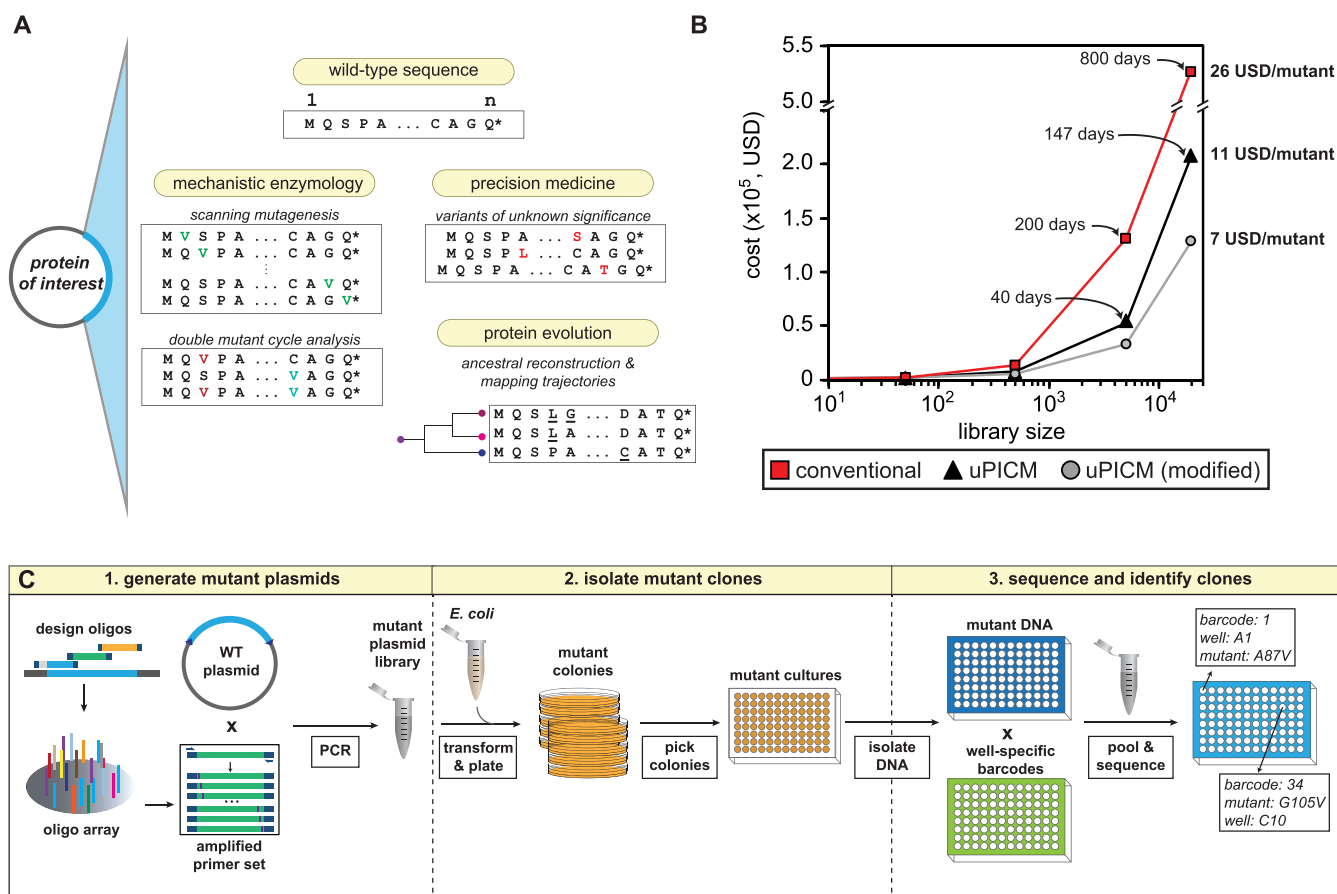 A
wild-type sequence
1 n
M Q S P A ... C A G Q*
mechanistic enzymology
scanning mutagenesis
M V S P A ... C A G Q*
M Q V P A ... C A G Q*
⋮
M Q S P A ... C A V Q*
M Q S P A ... C A G V*
double mutant cycle analysis
M Q V P A ... C A G Q*
M Q S P A ... V A G Q*
M Q V P A ... V A G Q*
protein
of interest
precision medicine
variants of unknown significance
M Q S P A ... S A G Q*
M Q S P L ... C A G Q*
M Q S P A ... C A T G Q*
protein evolution
ancestral reconstruction &
mapping trajectories
M Q S L G ... D A T Q*
M Q S L A ... D A T Q*
M Q S P A ... C A T Q*
B
cost (x10⁵, USD)
5.5
5.0
2.0
1.5
1.0
0.5
0
10¹ 10² 10³ 10⁴
library size
800 days
147 days
200 days
40 days
26 USD/mutant
11 USD/mutant
7 USD/mutant
conventional uPICM uPICM (modified)
C
1. generate mutant plasmids
design oligos
oligo array
WT
plasmid
x
...
amplified
primer set
PCR
mutant
plasmid
library
2. isolate mutant clones
E. coli
transform
& plate
mutant
colonies
pick
colonies
mutant cultures
isolate
DNA
3. sequence and identify clones
mutant DNA
x
well-specific
barcodes
pool &
sequence
barcode: 1
well: A1
mutant: A87V
barcode: 34
mutant: G105V
well: C10